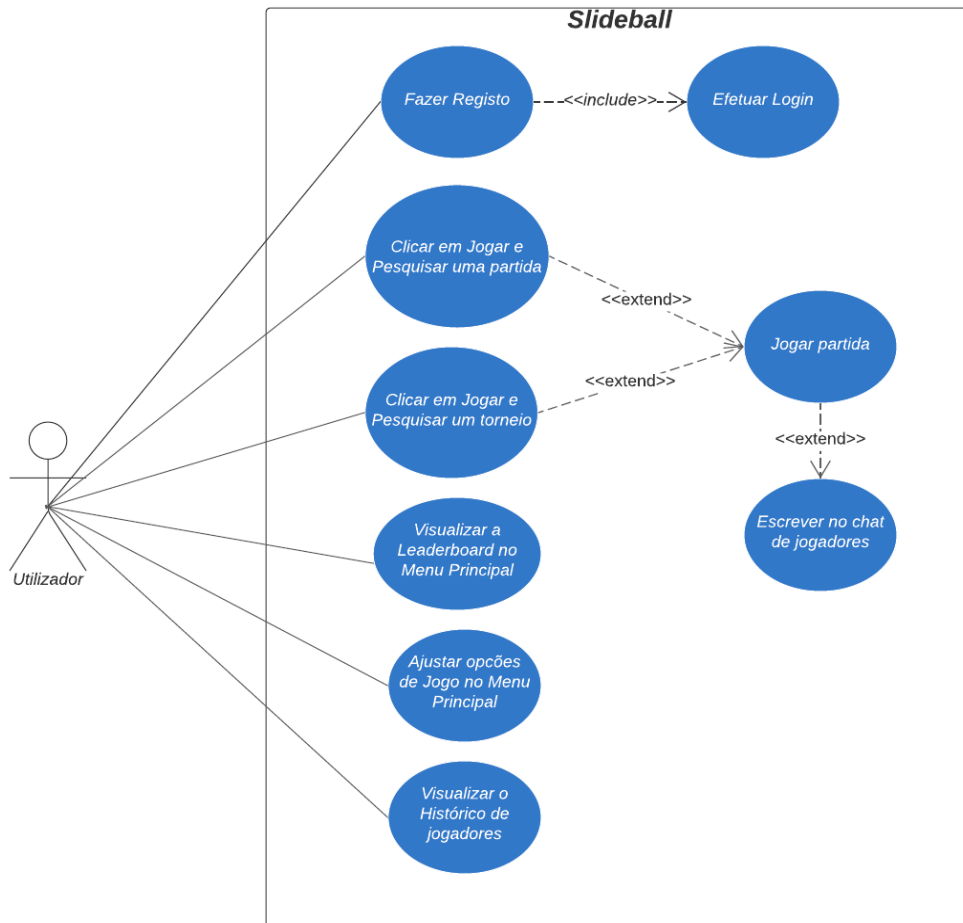 Slideball
Fazer Registo
<<include>>
Efetuar Login
Clicar em Jogar e
Pesquisar uma partida
<<extend>>
Jogar partida
<<extend>>
Clicar em Jogar e
Pesquisar um torneio
<<extend>>
Escrever no chat
de jogadores
Visualizar a
Leaderboard no
Menu Principal
Utilizador
Ajustar opcões
de Jogo no Menu
Principal
Visualizar o
Histórico de
jogadores